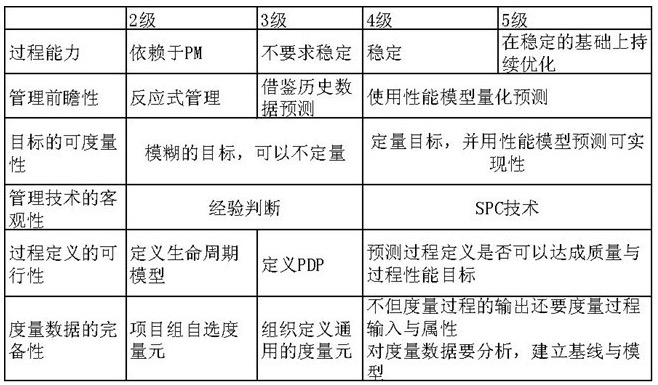 2级 3级 4级 5级
过程能力 依赖于PM 不要求稳定 稳定 在稳定的基础上持
续优化
管理前瞻性 反应式管理 借鉴历史数
据预测 使用性能模型量化预测
目标的可度量
性 模糊的目标，可以不定量 定量目标，并用性能模型预测可实
现性
管理技术的客
观性 经验判断 SPC技术
过程定义的可
行性 定义生命周期
模型 定义PDP 预测过程定义是否可以达成质量与
过程性能目标
度量数据的完
备性 项目组自选度
量元 组织定义通
用的度量元 不但度量过程的输出还要度量过程
输入与属性
对度量数据要分析，建立基线与模
型